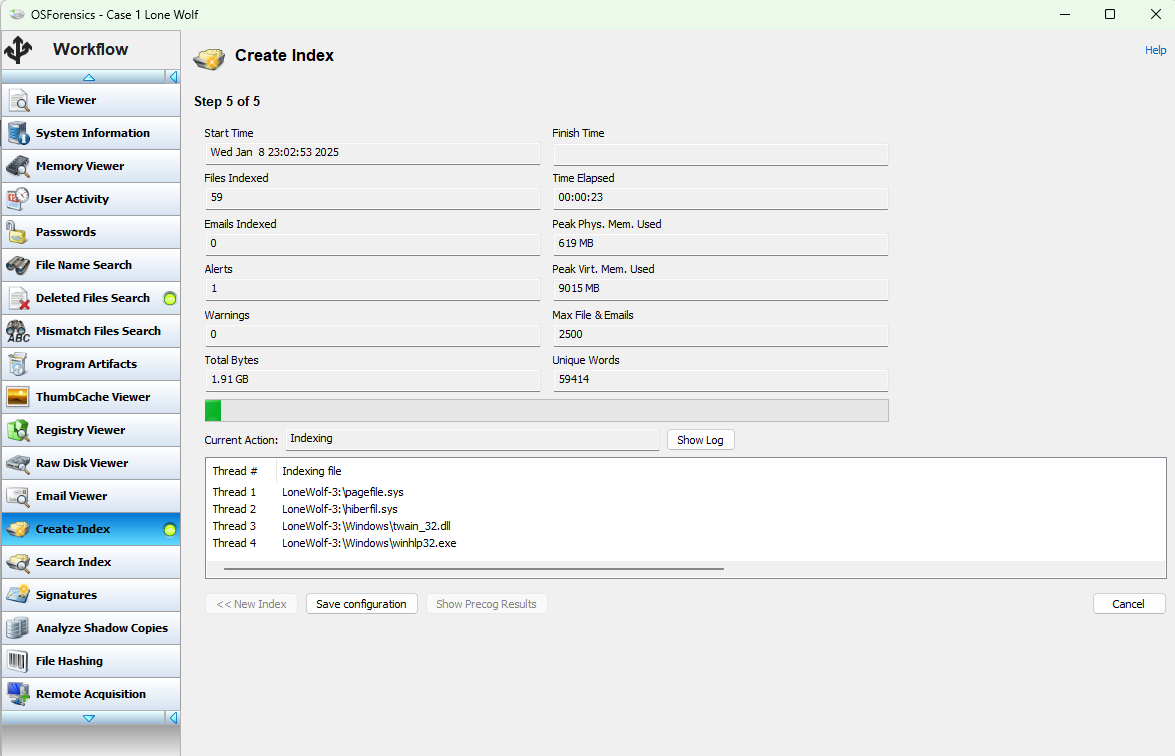 OSForensics - Case 1 Lone Wolf
Workflow
File Viewer
System Information
Memory Viewer
User Activity
Passwords
File Name Search
Deleted Files Search
Mismatch Files Search
Program Artifacts
ThumbCache Viewer
Registry Viewer
Raw Disk Viewer
Email Viewer
Create Index
Search Index
Signatures
Analyze Shadow Copies
File Hashing
Remote Acquisition
Create Index
Help
Step 5 of 5
Start Time Finish Time
Wed Jan 8 23:02:53 2025
Files Indexed Time Elapsed
59 00:00:23
Emails Indexed Peak Phys. Mem. Used
0 619 MB
Alerts Peak Virt. Mem. Used
1 9015 MB
Warnings Max File & Emails
0 2500
Total Bytes Unique Words
1.91 GB 59414
Current Action: Indexing Show Log
Thread # Indexing file
Thread 1 LoneWolf-3:\pagefile.sys
Thread 2 LoneWolf-3:\hiberfil.sys
Thread 3 LoneWolf-3:\Windows\twain_32.dll
Thread 4 LoneWolf-3:\Windows\winhlp32.exe
<< New Index Save configuration Show Precog Results Cancel